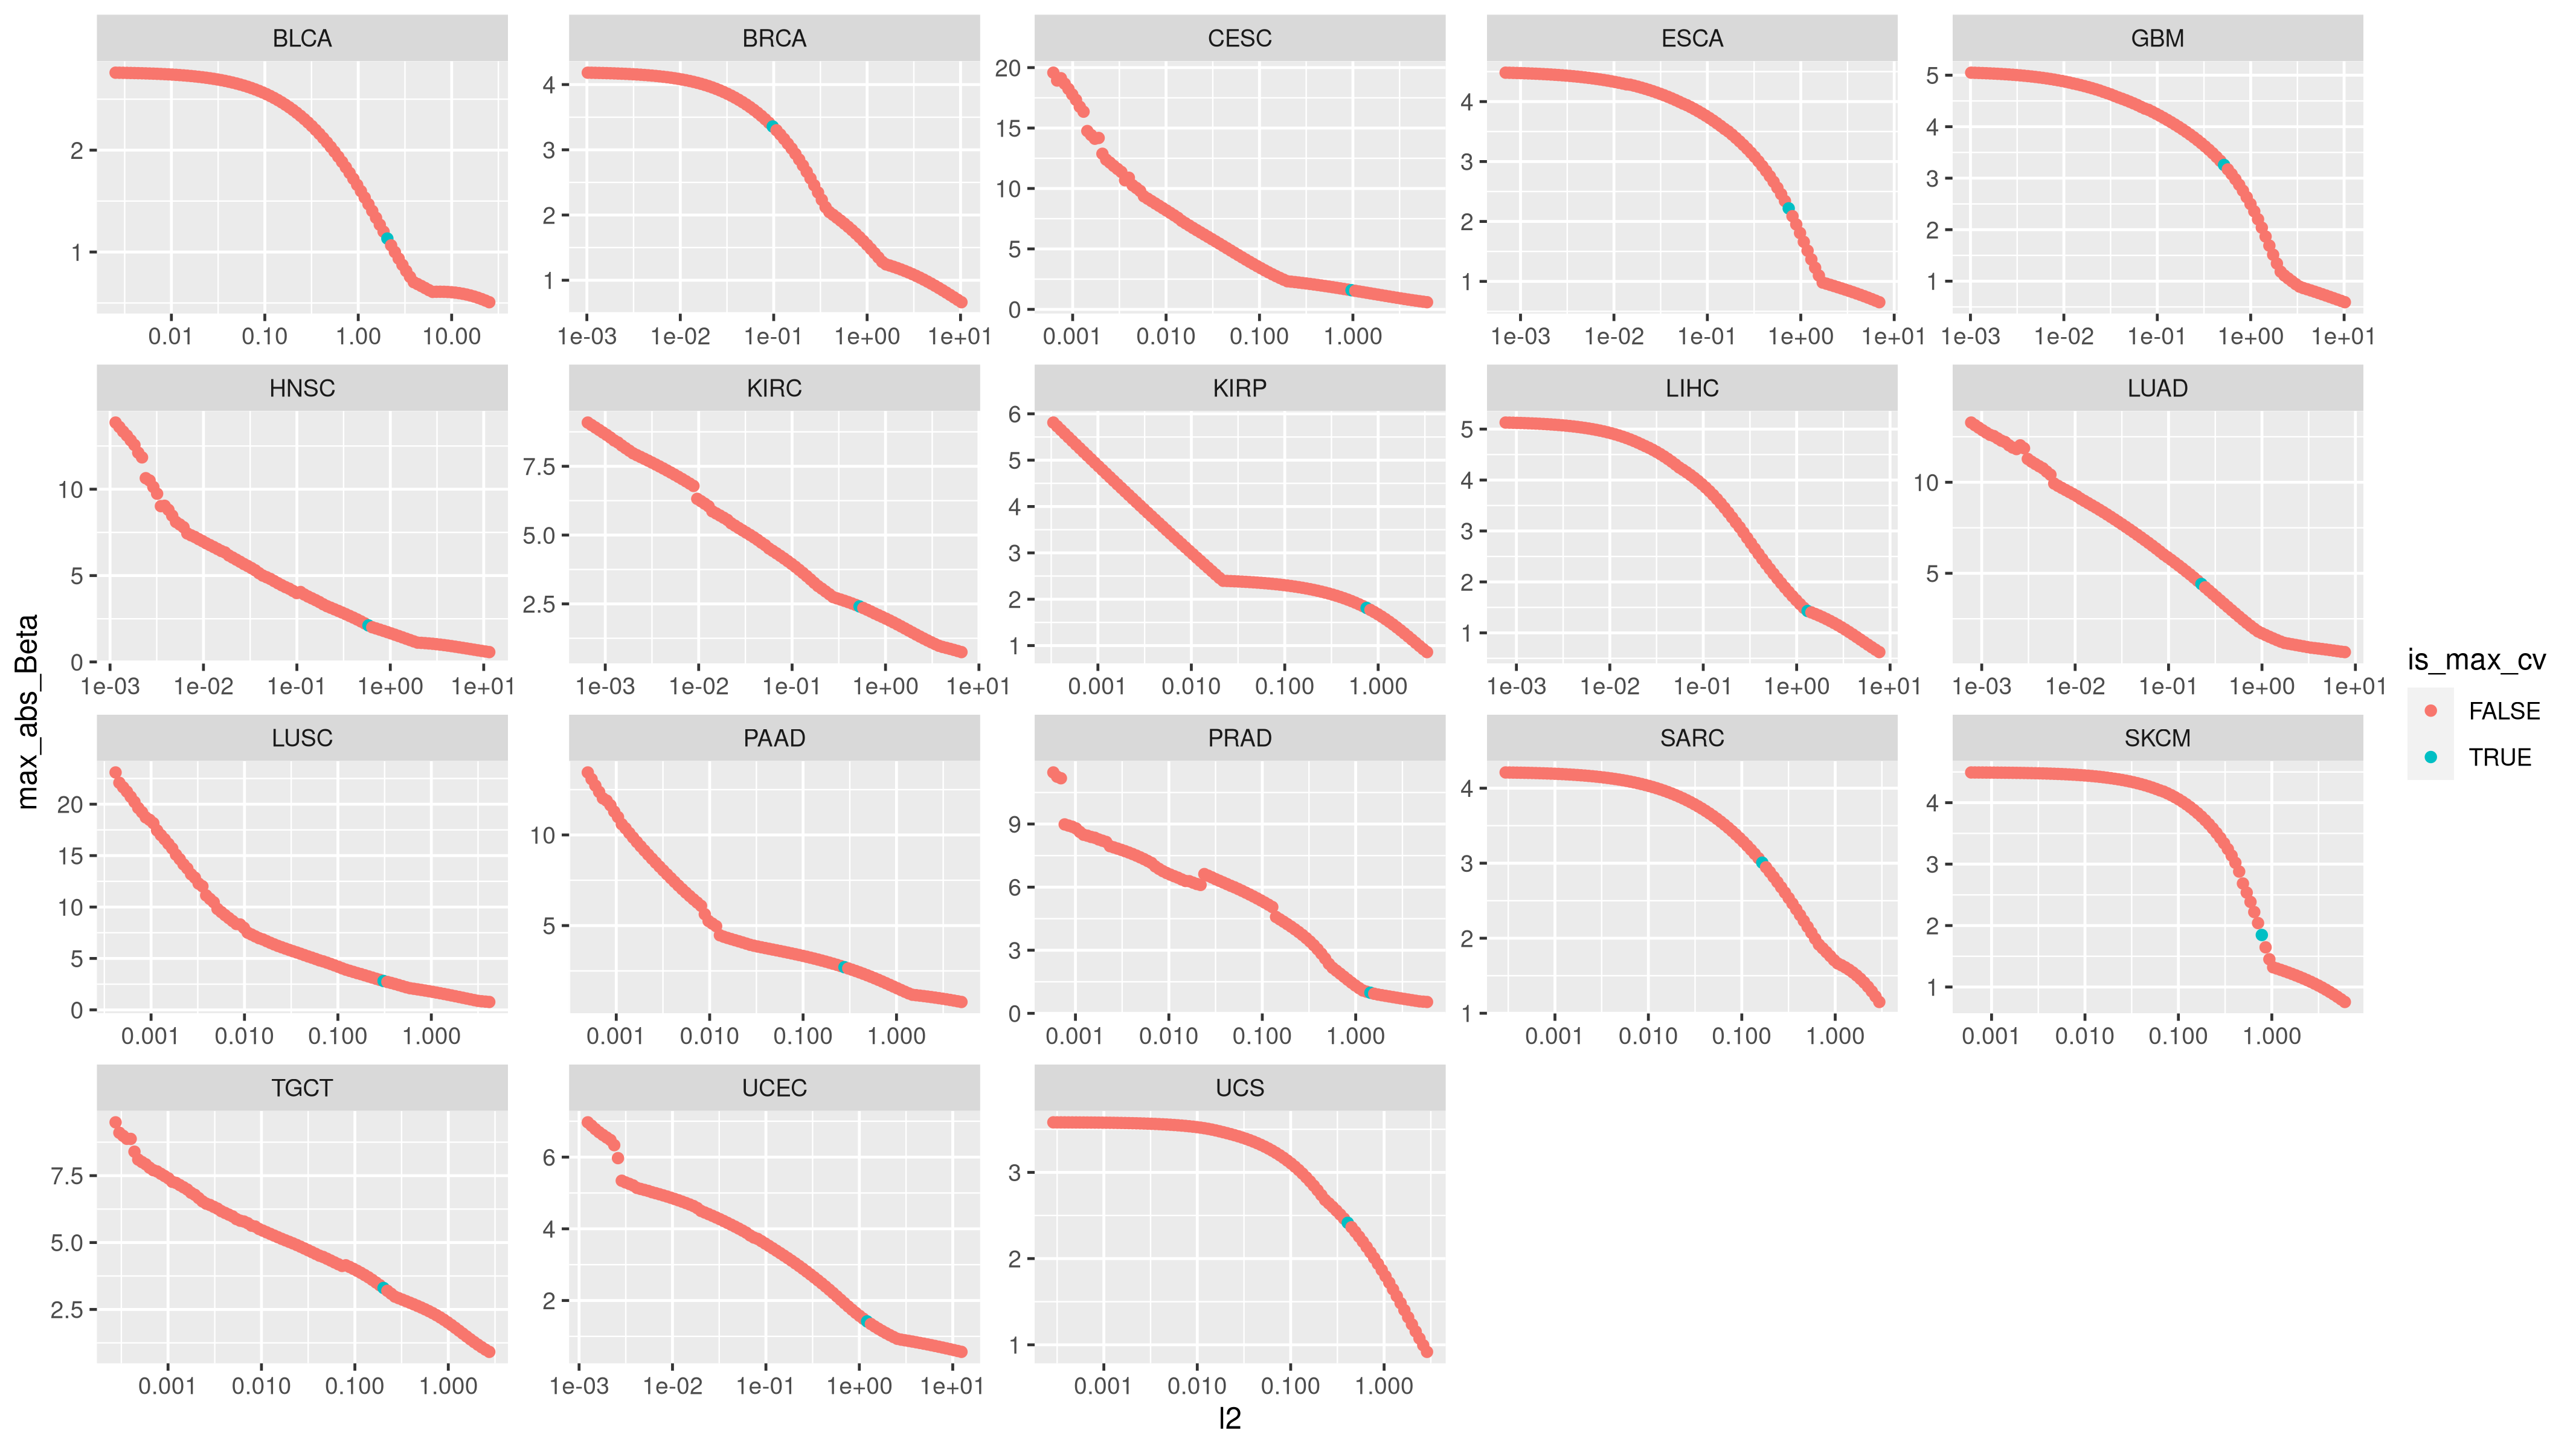 BLCA BRCA CESC ESCA GBM
2
1
0.01 0.10 1.00 10.00
4
3
2
1
1e-03 1e-02 1e-01 1e+00 1e+01
20
15
10
5
0
0.001 0.010 0.100 1.000
4
3
2
1
1e-03 1e-02 1e-01 1e+00 1e+01
5
4
3
2
1
1e-03 1e-02 1e-01 1e+00 1e+01
HNSC KIRC KIRP LIHC LUAD
10
5
0
1e-03 1e-02 1e-01 1e+00 1e+01
7.5
5.0
2.5
1e-03 1e-02 1e-01 1e+00 1e+01
6
5
4
3
2
1
0.001 0.010 0.100 1.000
5
4
3
2
1
1e-03 1e-02 1e-01 1e+00 1e+01
10
5
1e-03 1e-02 1e-01 1e+00 1e+01
LUSC PAAD PRAD SARC SKCM
20
15
10
5
0
0.001 0.010 0.100 1.000
10
5
0.001 0.010 0.100 1.000
9
6
3
0
0.001 0.010 0.100 1.000
4
3
2
1
0.001 0.010 0.100 1.000
4
3
2
1
0.001 0.010 0.100 1.000
TGCT UCEC UCS
7.5
5.0
2.5
0.001 0.010 0.100 1.000
6
4
2
1e-03 1e-02 1e-01 1e+00 1e+01
3
2
1
0.001 0.010 0.100 1.000
max_abs_Beta
l2
is_max_cv
FALSE
TRUE